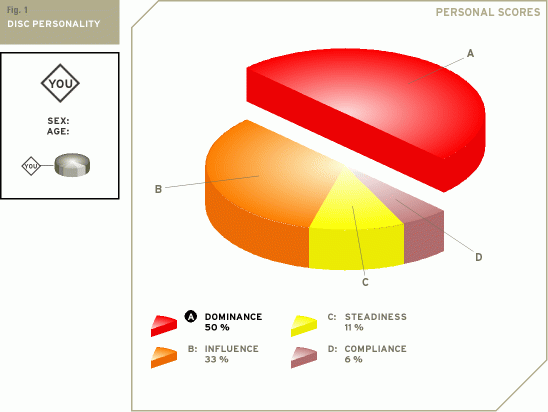 Fig. 1
DISC PERSONALITY
PERSONAL SCORES
YOU
SEX:
AGE:
YOU
A
B
C
D
A DOMINANCE
50 %
B: INFLUENCE
33 %
C: STEADINESS
11 %
D: COMPLIANCE
6 %